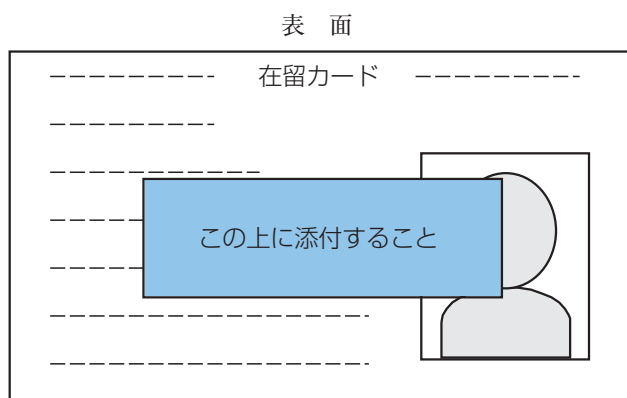 表 面
在留カード
この上に添付すること